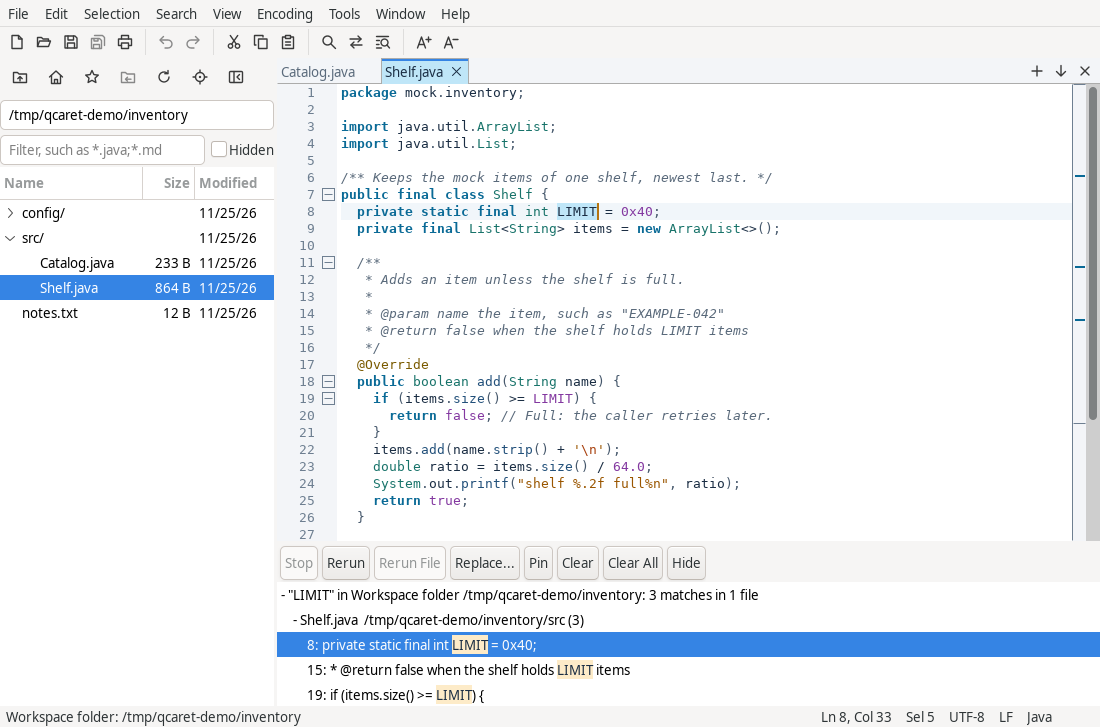 File Edit Selection Search View Encoding Tools Window Help
A+ A−
Catalog.java Shelf.java
/tmp/qcaret-demo/inventory
Filter, such as *.java;*.md Hidden
Name Size Modified
config/ 11/25/26
src/ 11/25/26
Catalog.java 233 B 11/25/26
Shelf.java 864 B 11/25/26
notes.txt 12 B 11/25/26
1 package mock.inventory;
2
3 import java.util.ArrayList;
4 import java.util.List;
5
6 /** Keeps the mock items of one shelf, newest last. */
7 public final class Shelf {
8   private static final int LIMIT = 0x40;
9   private final List<String> items = new ArrayList<>();
10
11   /**
12    * Adds an item unless the shelf is full.
13    *
14    * @param name the item, such as "EXAMPLE-042"
15    * @return false when the shelf holds LIMIT items
16    */
17   @Override
18   public boolean add(String name) {
19     if (items.size() >= LIMIT) {
20       return false; // Full: the caller retries later.
21     }
22     items.add(name.strip() + '\n');
23     double ratio = items.size() / 64.0;
24     System.out.printf("shelf %.2f full%n", ratio);
25     return true;
26   }
27
Stop Rerun Rerun File Replace... Pin Clear Clear All Hide
- "LIMIT" in Workspace folder /tmp/qcaret-demo/inventory: 3 matches in 1 file
- Shelf.java /tmp/qcaret-demo/inventory/src (3)
8: private static final int LIMIT = 0x40;
15: * @return false when the shelf holds LIMIT items
19: if (items.size() >= LIMIT) {
Workspace folder: /tmp/qcaret-demo/inventory Ln 8, Col 33 Sel 5 UTF-8 LF Java